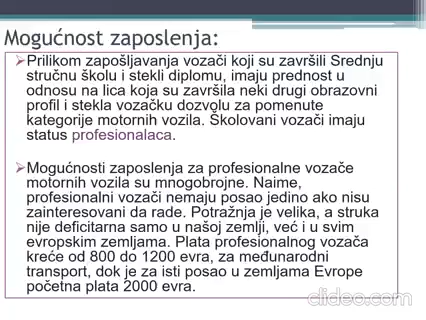 Mogućnost zaposlenja:
➢Prilikom zapošljavanja vozači koji su završili Srednju
stručnu školu i stekli diplomu, imaju prednost u
odnosu na lica koja su završila neki drugi obrazovni
profil i stekla vozačku dozvolu za pomenute
kategorije motornih vozila. Školovani vozači imaju
status profesionalaca.
➢Mogućnosti zaposlenja za profesionalne vozače
motornih vozila su mnogobrojne. Naime,
profesionalni vozači nemaju posao jedino ako nisu
zainteresovani da rade. Potražnja je velika, a struka
nije deficitarna samo u našoj zemlji, već i u svim
evropskim zemljama. Plata profesionalnog vozača
kreće od 800 do 1200 evra, za međunarodni
transport, dok je za isti posao u zemljama Evrope
početna plata 2000 evra.
clideo.com